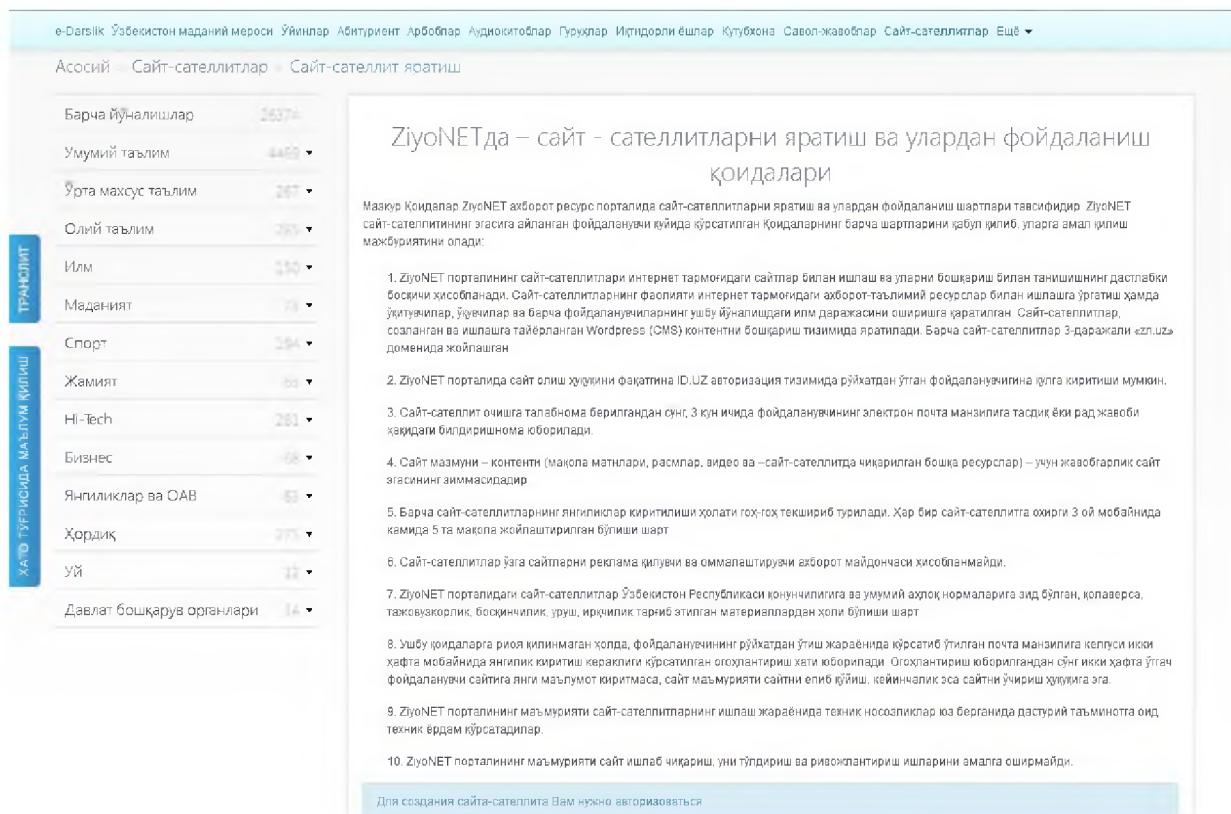 e-Darslik Ўзбекистон маданий мероси Ўйинлар Абитуриент Арбоблар Аудиокитоблар Гуруҳлар Иқтидорли ёшлар Кутубхона Савол-жавоблар Сайт-сателлитлар Ещё
Асосий Сайт-сателлитлар Сайт-сателлит яратиш
ТРАНСЛИТ
ХАТО ТЎҒРИСИДА МАЪЛУМ ҚИЛИШ
Барча йўналишлар
Умумий таълим 4469
Ўрта махсус таълим 267
Олий таълим
Илм
Маданият
Спорт
Жамият
Hi-Tech 261
Бизнес
Янгиликлар ва ОАВ
Ҳордиқ
Уй
Давлат бошқарув органлари
ZiyoNETда – сайт - сателлитларни яратиш ва улардан фойдаланиш
қоидалари
Мазкур Қоидалар ZiyoNET ахборот ресурс порталида сайт-сателлитларни яратиш ва улардан фойдаланиш шартлари тавсифидир. ZiyoNET
сайт-сателлитининг эгасига айланган фойдаланувчи қуйида кўрсатилган Қоидаларнинг барча шартларини қабул қилиб, уларга амал қилиш
мажбуриятини олади:
1. ZiyoNET порталининг сайт-сателлитлари интернет тармоғидаги сайтлар билан ишлаш ва уларни бошқариш билан танишишнинг дастлабки
босқичи ҳисобланади. Сайт-сателлитларнинг фаолияти интернет тармоғидаги ахборот-таълимий ресурслар билан ишлашга ўргатиш ҳамда
ўқитувчилар, ўқувчилар ва барча фойдаланувчиларнинг ушбу йўналишдаги илм даражасини оширишга қаратилган. Сайт-сателлитлар,
созланган ва ишлашга тайёрланган Wordpress (CMS) контентни бошқариш тизимида яратилади. Барча сайт-сателлитлар 3-даражали «zn.uz»
доменида жойлашган
2. ZiyoNET порталида сайт олиш ҳуқуқини фақатгина ID.UZ авторизация тизимида рўйхатдан ўтган фойдаланувчигина қўлга киритиши мумкин.
3. Сайт-сателлит очишга талабнома берилгандан сўнг, 3 кун ичида фойдаланувчининг электрон почта манзилига тасдиқ ёки рад жавоби
ҳақидаги билдиришнома юборилади.
4. Сайт мазмуни – контенти (мақола матнлари, расмлар, видео ва –сайт-сателлитда чиқарилган бошқа ресурслар) – учун жавобгарлик сайт
эгасининг зиммасидадир
5. Барча сайт-сателлитларнинг янгиликлар киритилиши ҳолати гоҳ-гоҳ текшириб турилади. Ҳар бир сайт-сателлитга охирги 3 ой мобайнида
камида 5 та мақола жойлаштирилган бўлиши шарт
6. Сайт-сателлитлар ўзга сайтларни реклама қилувчи ва оммалаштирувчи ахборот майдончаси ҳисобланмайди.
7. ZiyoNET порталидаги сайт-сателлитлар Ўзбекистон Республикаси қонунчилигига ва умумий ахлоқ нормаларига зид бўлган, қолаверса,
тажовузкорлик, босқинчилик, уруш, ирқчилик тарғиб этилган материаллардан ҳоли бўлиши шарт
8. Ушбу қоидаларга риоя қилинмаган ҳолда, фойдаланувчининг рўйхатдан ўтиш жараёнида кўрсатиб ўтилган почта манзилига келгуси икки
ҳафта мобайнида янгилик киритиш кераклиги кўрсатилган огоҳлантириш хати юборилади. Огоҳлантириш юборилгандан сўнг икки ҳафта ўтгач
фойдаланувчи сайтига янги маълумот киритмаса, сайт маъмурияти сайтни ёпиб қўйиш, кейинчалик эса сайтни ўчириш ҳуқуқига эга.
9. ZiyoNET порталининг маъмурияти сайт-сателлитларнинг ишлаш жараёнида техник носозликлар юз берганида дастурий таъминотга оид
техник ёрдам кўрсатадилар.
10. ZiyoNET порталининг маъмурияти сайт ишлаб чиқариш, уни тўлдириш ва ривожлантириш ишларини амалга оширмайди.
Для создания сайта-сателлита Вам нужно авторизоваться